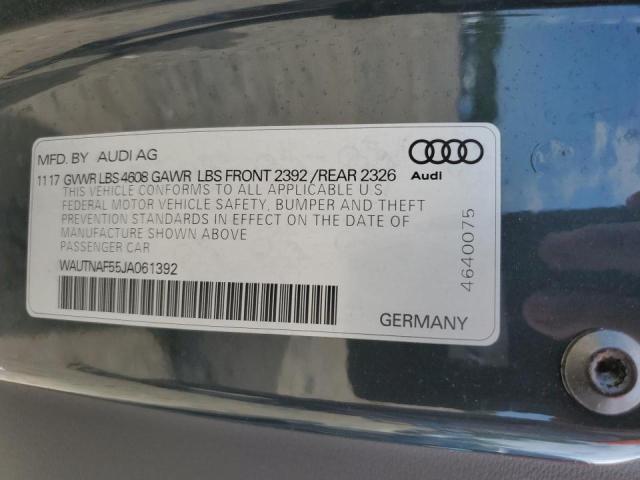 MFD. BY AUDI AG
11 17 GVWR LBS 4608 GAWR LBS FRONT 2392 /REAR 2326
THIS VEHICLE CONFORMS TO ALL APPLICABLE U S
FEDERAL MOTOR VEHICLE SAFETY, BUMPER AND THEFT
PREVENTION STANDARDS IN EFFECT ON THE DATE OF
MANUFACTURE SHOWN ABOVE
PASSENGER CAR
WAUTNAF55JA061392
Audi
4640075
GERMANY